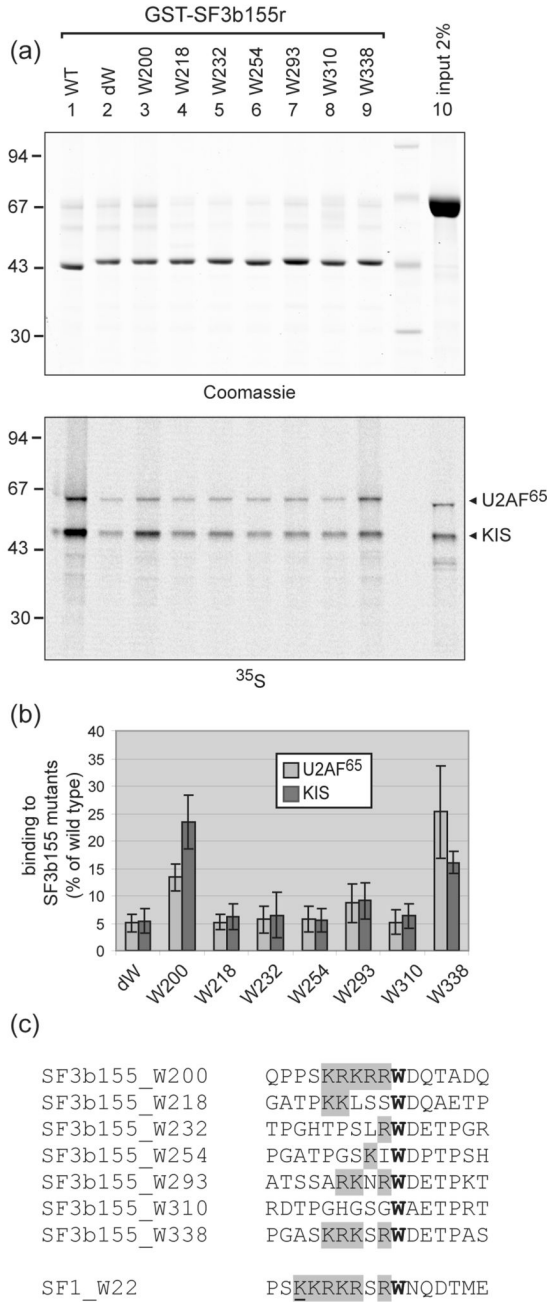 (a)
GST-SF3b155r
WT dW W200 W218 W232 W254 W293 W310 W338 input 2%
1 2 3 4 5 6 7 8 9 10
94
67
43
30
Coomassie
94
67
43
30
U2AF65
KIS
35S
(b)
binding to
SF3b155 mutants
(% of wild type)
40
35
30
25
20
15
10
5
0
U2AF65
KIS
dW W200 W218 W232 W254 W293 W310 W338
(c)
SF3b155_W200 QPPSKRKRRWDQTADQ
SF3b155_W218 GATPKKLSSWDQAETP
SF3b155_W232 TPGHTPSLRWDETPGR
SF3b155_W254 PGATPGSKIWDPTPSH
SF3b155_W293 ATSSARKNRWDETPKT
SF3b155_W310 RDTPGHGSGWAETPRT
SF3b155_W338 PGASKRKSRWDETPAS
SF1_W22 PSKKRKRSRWNQDTME